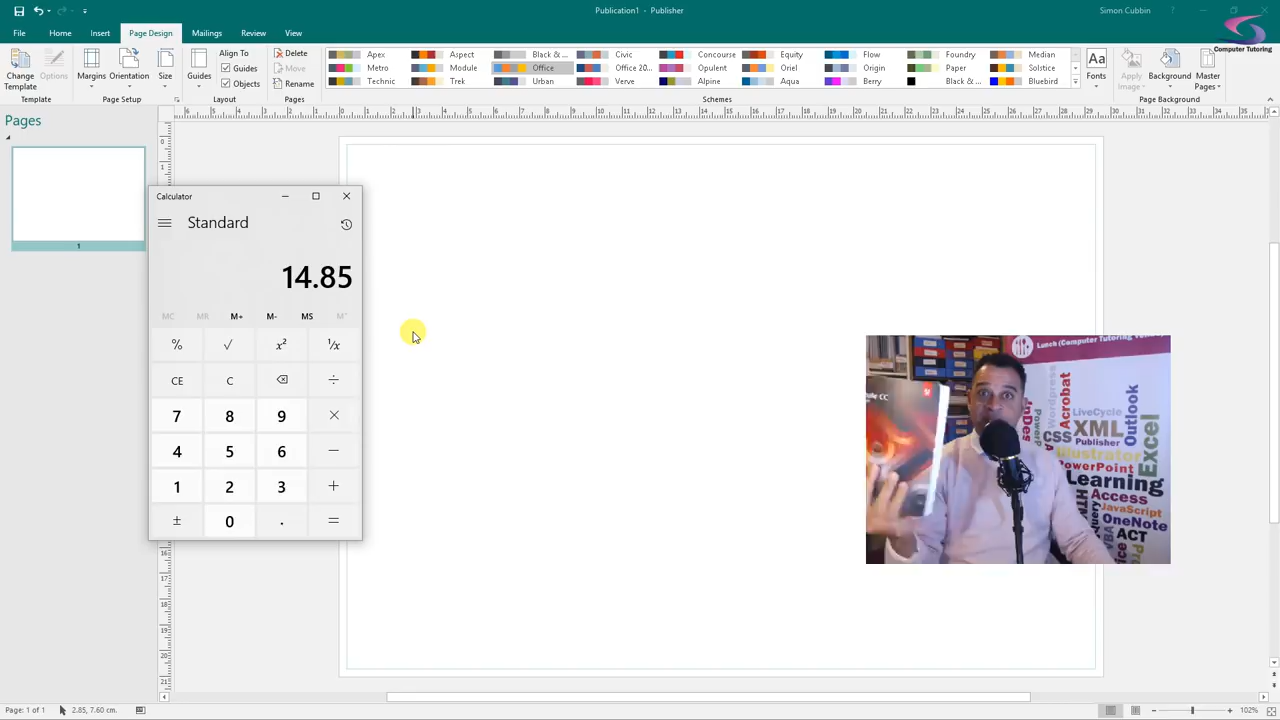 Publication1 - Publisher
Simon Cubbin
?
File Home Insert Page Design Mailings Review View
Computer Tutoring
Change Template
Options
Margins
Orientation
Size
Guides
Align To
Guides
Objects
Delete
Move
Rename
Apex Aspect Black & ... Civic Concourse Equity Flow Foundry Median
Metro Module Office Office 20... Opulent Oriel Origin Paper Solstice
Technic Trek Urban Verve Alpine Aqua Berry Black & ... Bluebird
Fonts
Apply Image
Background
Master Pages
Template Page Setup Layout Pages Schemes Page Background
Pages
1
Calculator
Standard
14.85
MC MR M+ M- MS M
% √ x² ¹/x
CE C ÷
7 8 9 ×
4 5 6 −
1 2 3 +
± 0 . =
Lunch (Computer Tutoring
Wordpress
Acrobat
LiveCycle
Outlook
CSS XML
Publisher
Excel
Illustrator
PowerPoint
Learning
Access
JavaScript
OneNote
VBA ACT
Page: 1 of 1 2.85, 7.60 cm. 102%